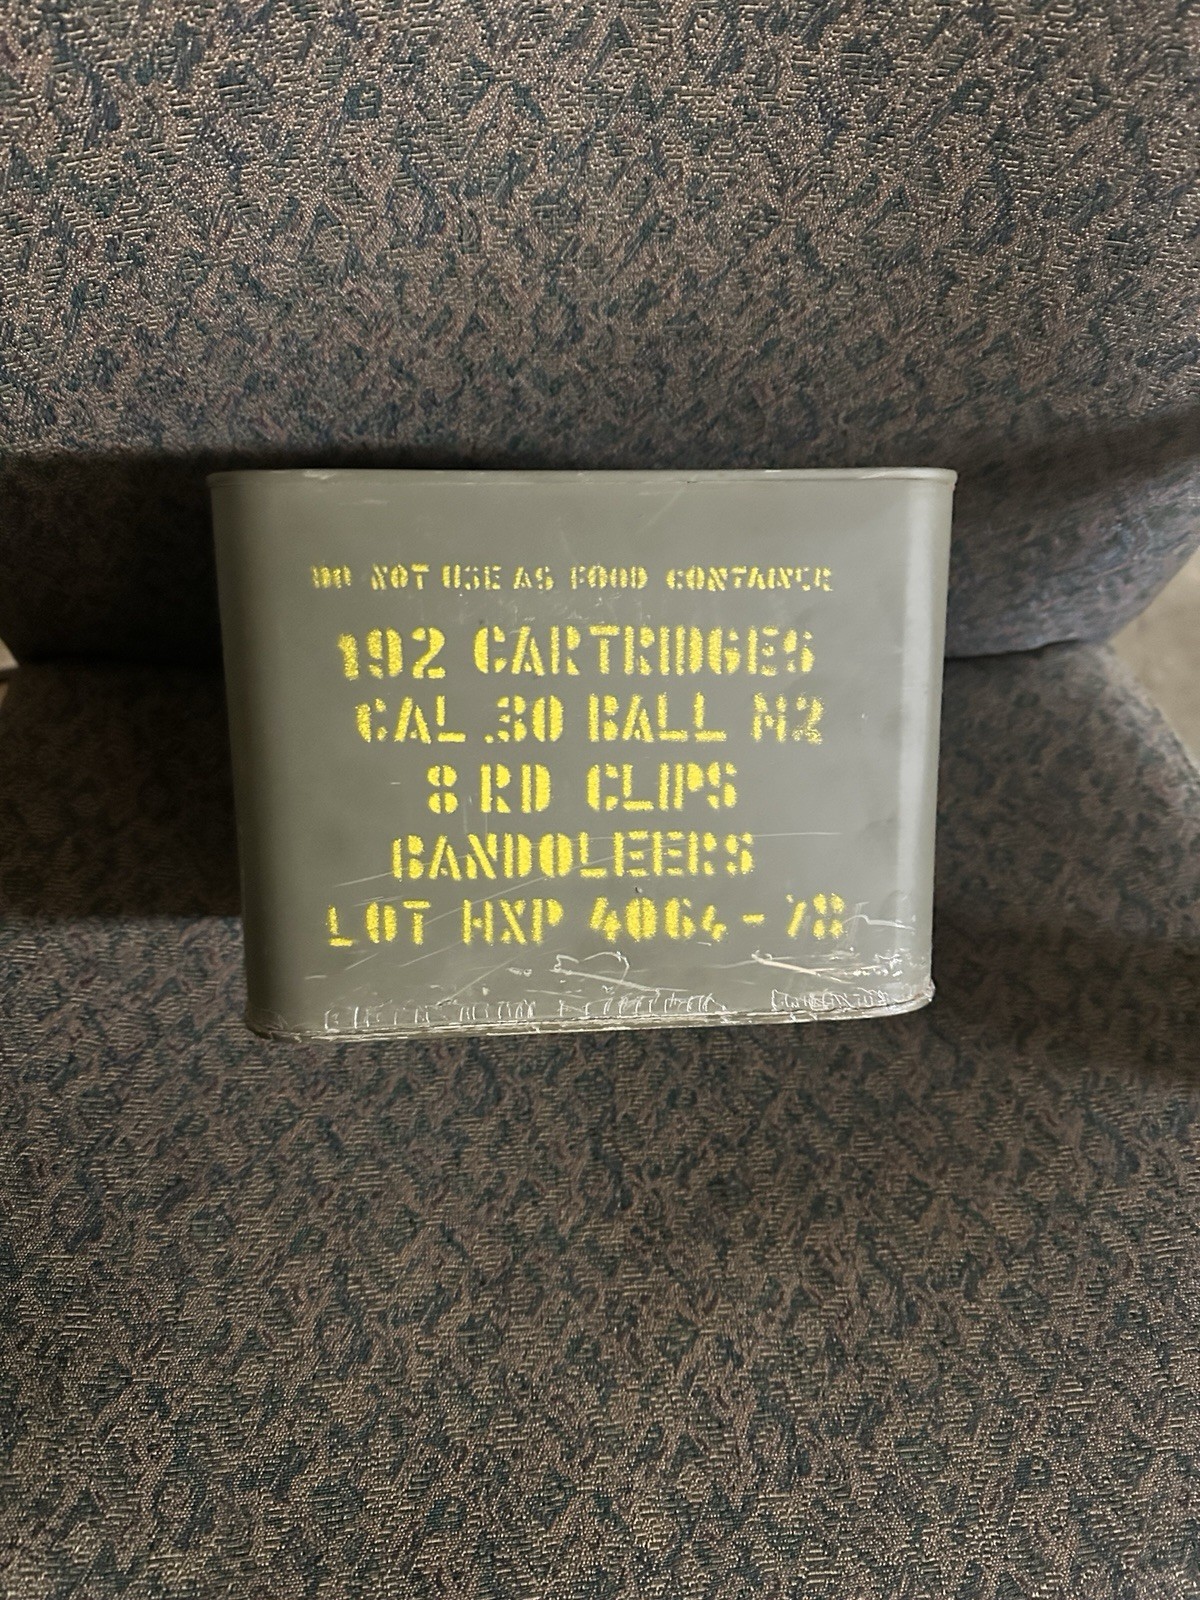 DO NOT USE AS FOOD CONTAINER
192 CARTRIDGES
CAL .30 BALL M2
8 RD CLIPS
BANDOLEERS
LOT HXP 4064-78